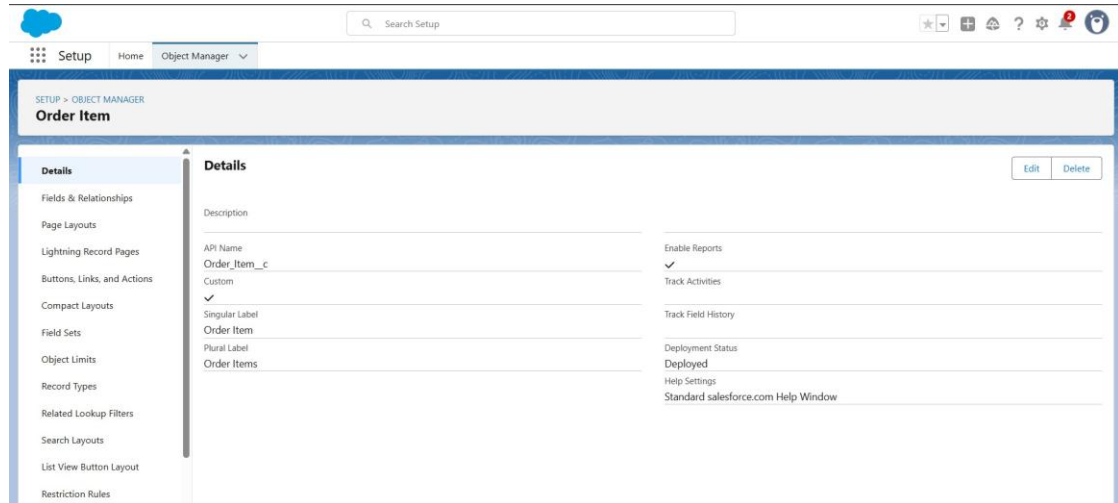 Search Setup
2
Setup
Home
Object Manager
SETUP > OBJECT MANAGER
Order Item
Details
Fields & Relationships
Page Layouts
Lightning Record Pages
Buttons, Links, and Actions
Compact Layouts
Field Sets
Object Limits
Record Types
Related Lookup Filters
Search Layouts
List View Button Layout
Restriction Rules
Details
Edit
Delete
Description
API Name
Order_Item__c
Custom
Singular Label
Order Item
Plural Label
Order Items
Enable Reports
Track Activities
Track Field History
Deployment Status
Deployed
Help Settings
Standard salesforce.com Help Window